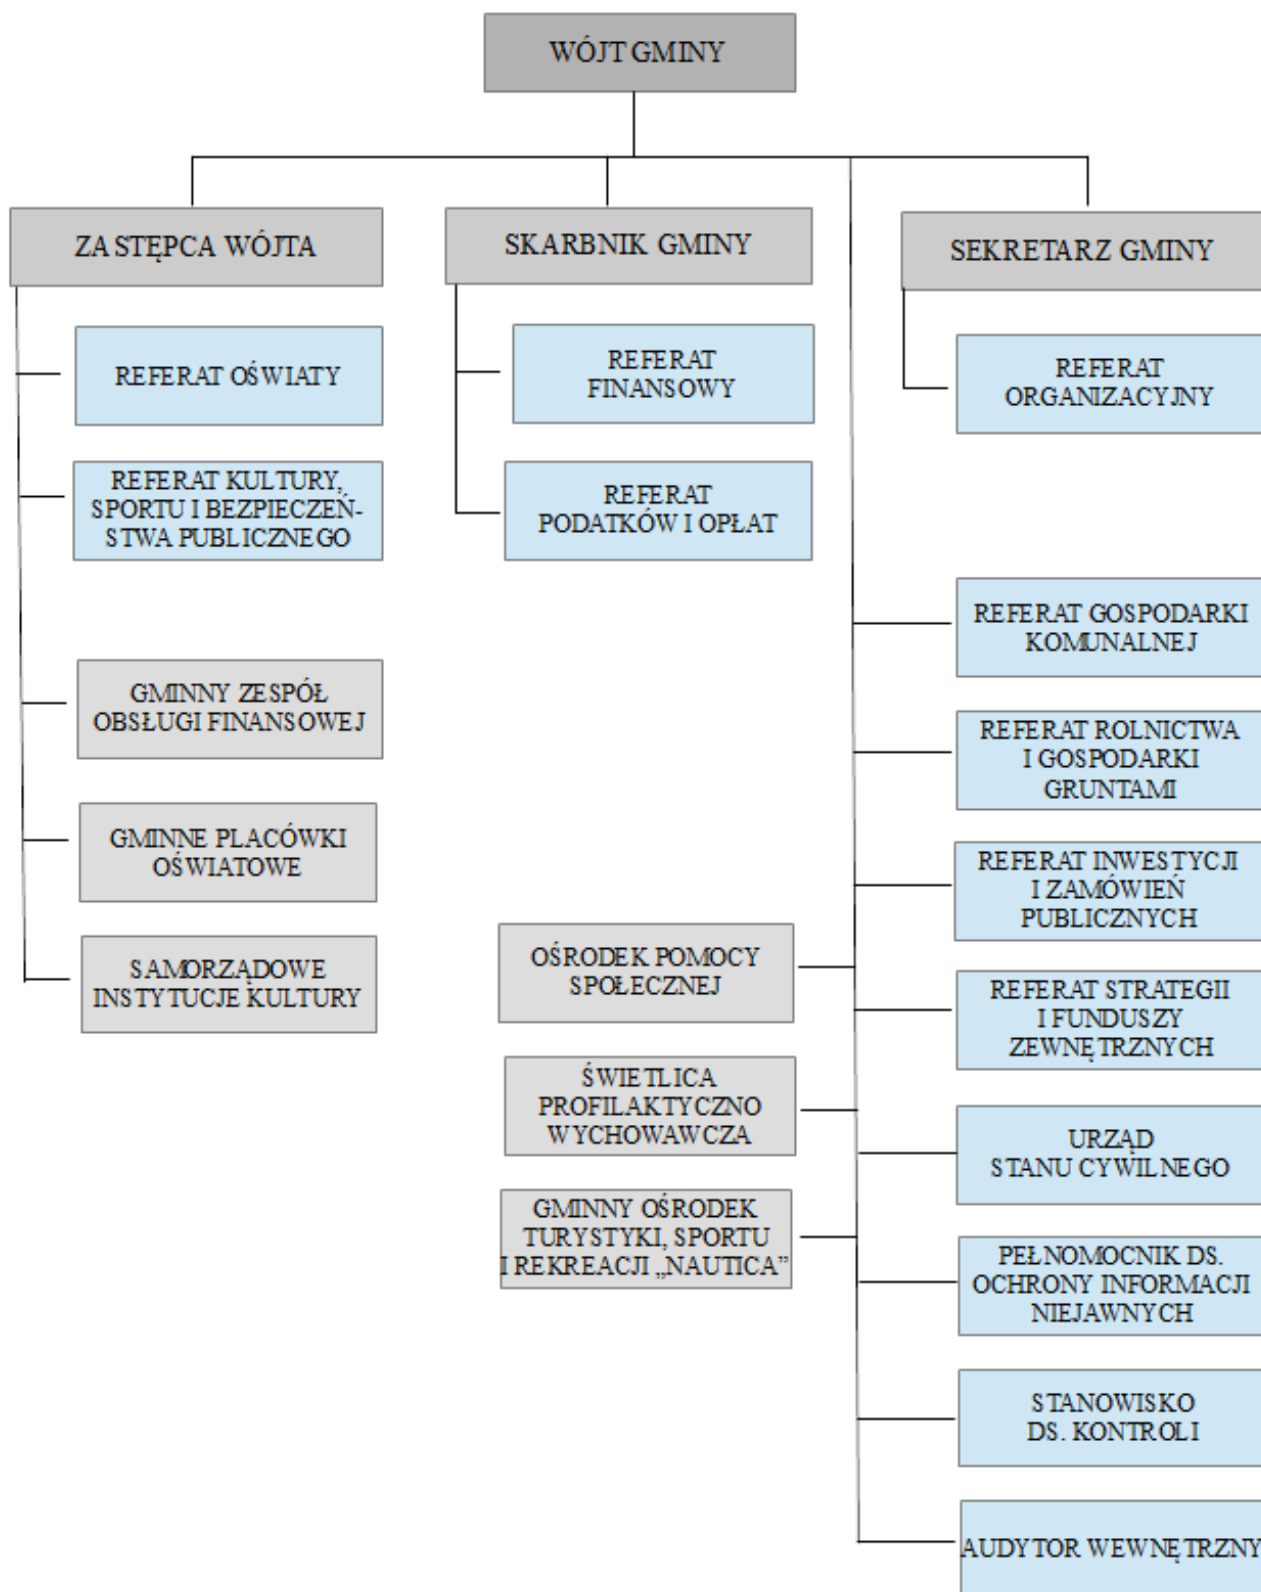 WÓJT GMINY
ZASTĘPCA WÓJTA
SKARBNIK GMINY
SEKRETARZ GMINY
REFERAT OŚWIATY
REFERAT KULTURY,
SPORTU I BEZPIECZEŃ-
STWA PUBLICZNEGO
GMINNY ZESPÓŁ
OBSŁUGI FINANSOWEJ
GMINNE PLACÓWKI
OŚWIATOWE
SAMORZĄDOWE
INSTYTUCJE KULTURY
REFERAT
FINANSOWY
REFERAT
PODATKÓW I OPŁAT
OŚRODEK POMOCY
SPOŁECZNEJ
ŚWIETLICA
PROFILAKTYCZNO
WYCHOWAWCZA
GMINNY OŚRODEK
TURYSTYKI, SPORTU
I REKREACJI „NAUTICA”
REFERAT
ORGANIZACYJNY
REFERAT GOSPODARKI
KOMUNALNEJ
REFERAT ROLNICTWA
I GOSPODARKI
GRUNTAMI
REFERAT INWESTYCJI
I ZAMÓWIEŃ
PUBLICZNYCH
REFERAT STRATEGII
I FUNDUSZY
ZEWNĘTRZNYCH
URZĄD
STANU CYWILNEGO
PEŁNOMOCNIK DS.
OCHRONY INFORMACJI
NIEJAWNYCH
STANOWISKO
DS. KONTROLI
AUDYTOR WEWNĘTRZNY